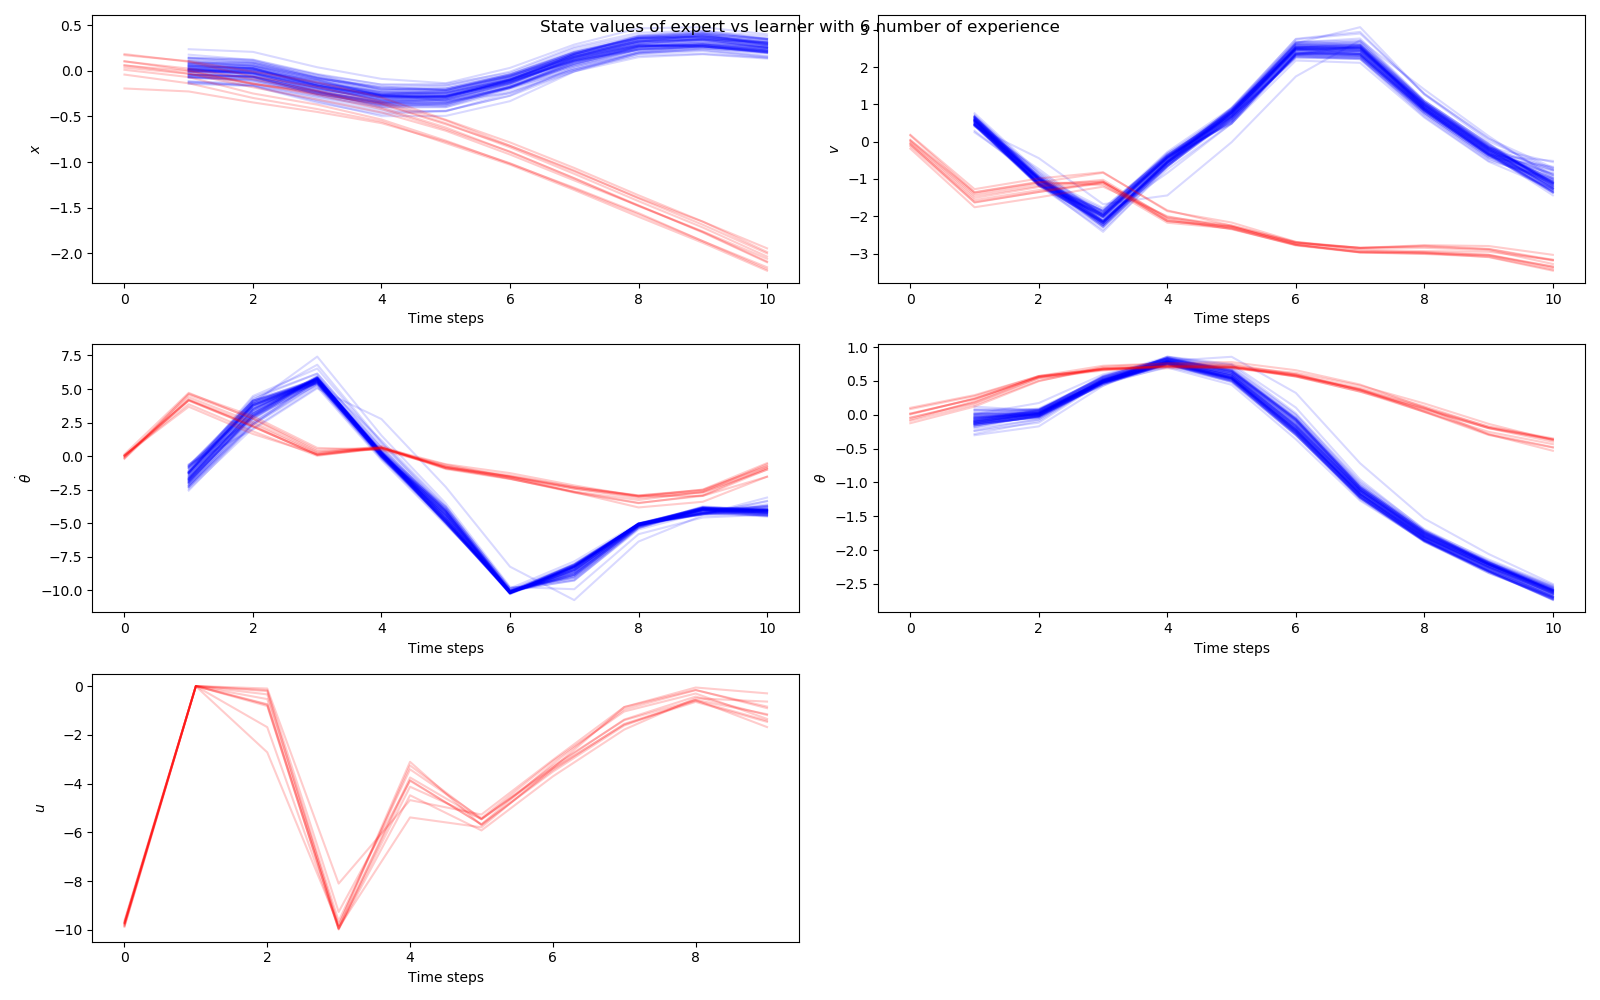 State values of expert vs learner with 6 number of experience
0.5
0.0
−0.5
−1.0
−1.5
−2.0
x
0 2 4 6 8 10
Time steps
3
2
1
0
−1
−2
−3
v
0 2 4 6 8 10
Time steps
7.5
5.0
2.5
0.0
−2.5
−5.0
−7.5
−10.0
θ̇
0 2 4 6 8 10
Time steps
1.0
0.5
0.0
−0.5
−1.0
−1.5
−2.0
−2.5
θ
0 2 4 6 8 10
Time steps
0
−2
−4
−6
−8
−10
u
0 2 4 6 8
Time steps